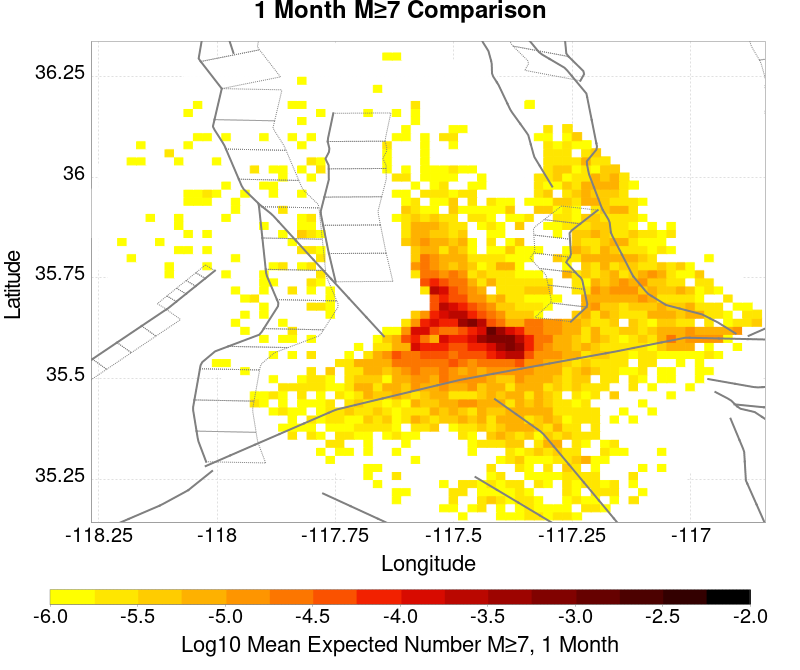 1 Month M≥7 Comparison
36.25
36
35.75
35.5
35.25
Latitude
-118.25 -118 -117.75 -117.5 -117.25 -117
Longitude
-6.0 -5.5 -5.0 -4.5 -4.0 -3.5 -3.0 -2.5 -2.0
Log10 Mean Expected Number M≥7, 1 Month